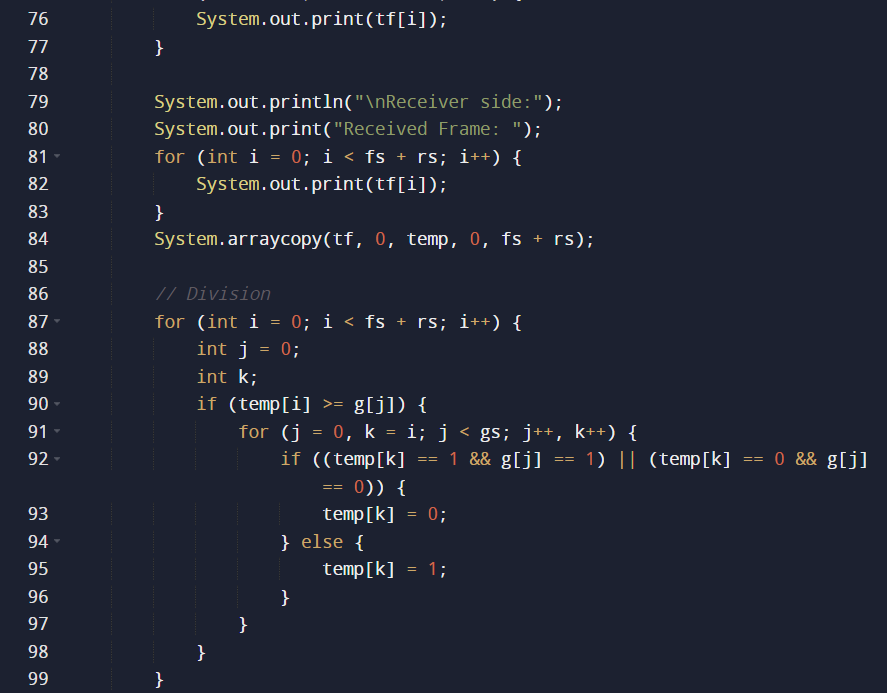 76 System.out.print(tf[i]);
77 }
78
79 System.out.println("\nReceiver side:");
80 System.out.print("Received Frame: ");
81 for (int i = 0; i < fs + rs; i++) {
82 System.out.print(tf[i]);
83 }
84 System.arraycopy(tf, 0, temp, 0, fs + rs);
85
86 // Division
87 for (int i = 0; i < fs + rs; i++) {
88 int j = 0;
89 int k;
90 if (temp[i] >= g[j]) {
91 for (j = 0, k = i; j < gs; j++, k++) {
92 if ((temp[k] == 1 && g[j] == 1) || (temp[k] == 0 && g[j]
== 0)) {
93 temp[k] = 0;
94 } else {
95 temp[k] = 1;
96 }
97 }
98 }
99 }